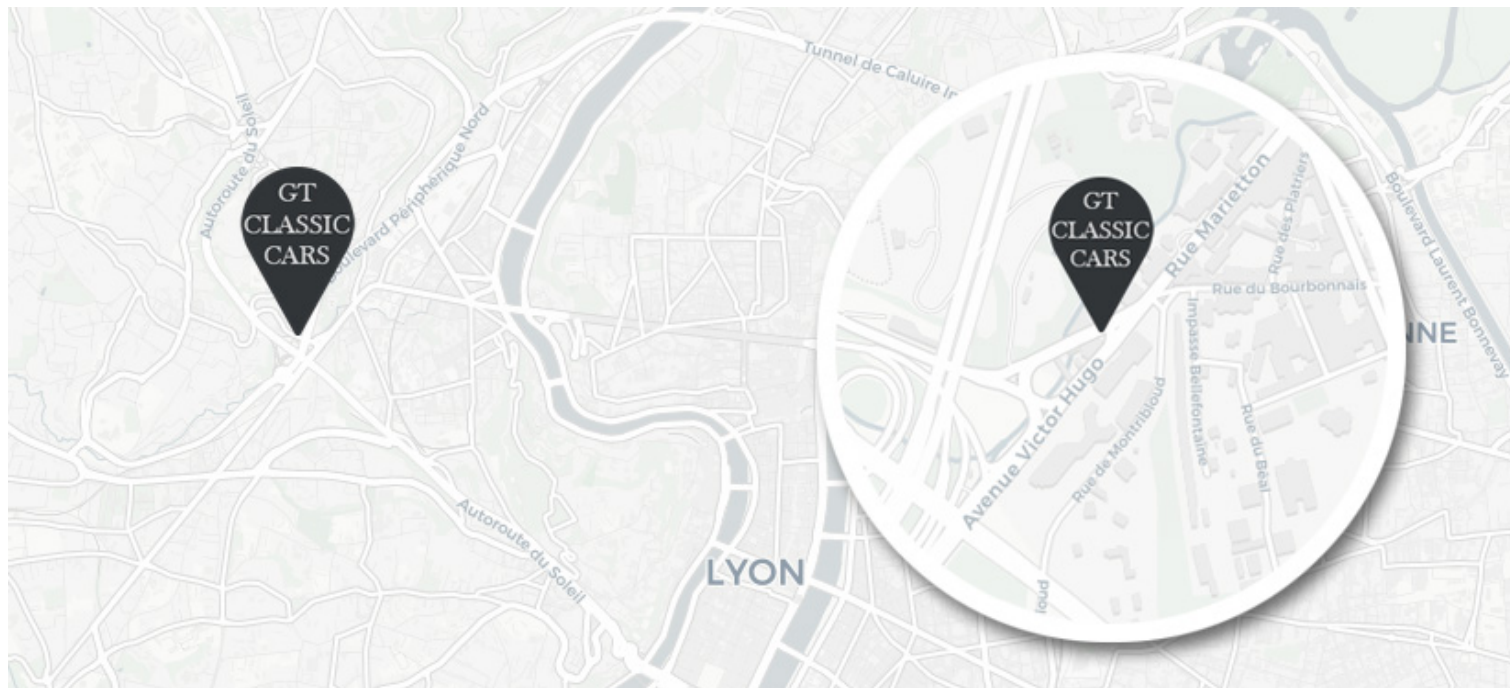 Tunnel de Caluire
Autoroute du Soleil
Boulevard Périphérique Nord
GT
CLASSIC
CARS
GT
CLASSIC
CARS
Rue Marietton
Rue des Platriers
Boulevard Laurent Bonnevay
Rue du Bourbonnais
Impasse Bellefontaine
NNE
Avenue Victor Hugo
Rue de Montribloud
Rue du Béal
Autoroute du Soleil
LYON
loud